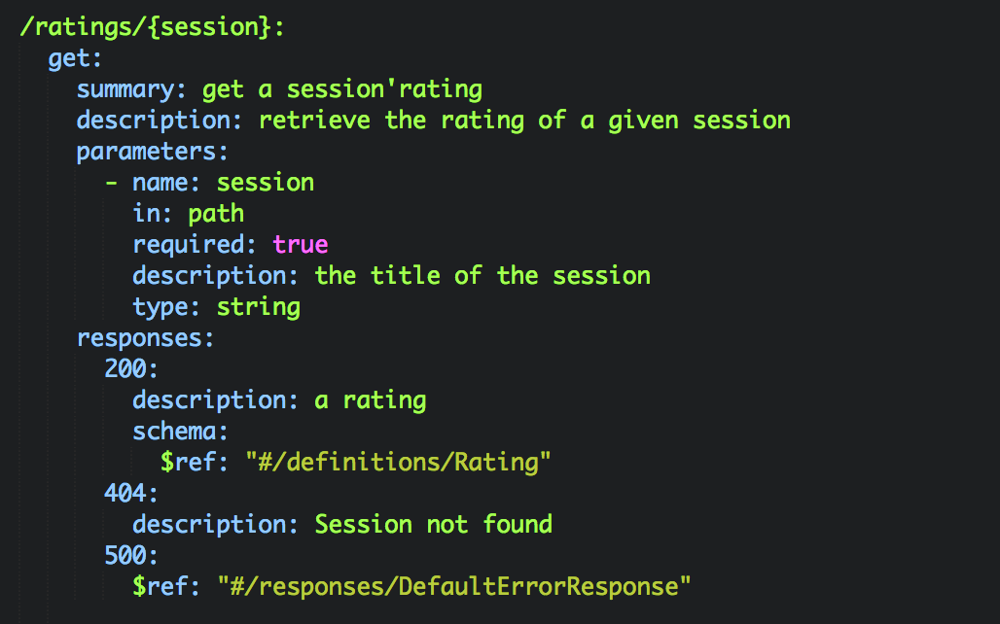 /ratings/{session}:
get:
summary: get a session'rating
description: retrieve the rating of a given session
parameters:
- name: session
in: path
required: true
description: the title of the session
type: string
responses:
200:
description: a rating
schema:
$ref: "#/definitions/Rating"
404:
description: Session not found
500:
$ref: "#/responses/DefaultErrorResponse"